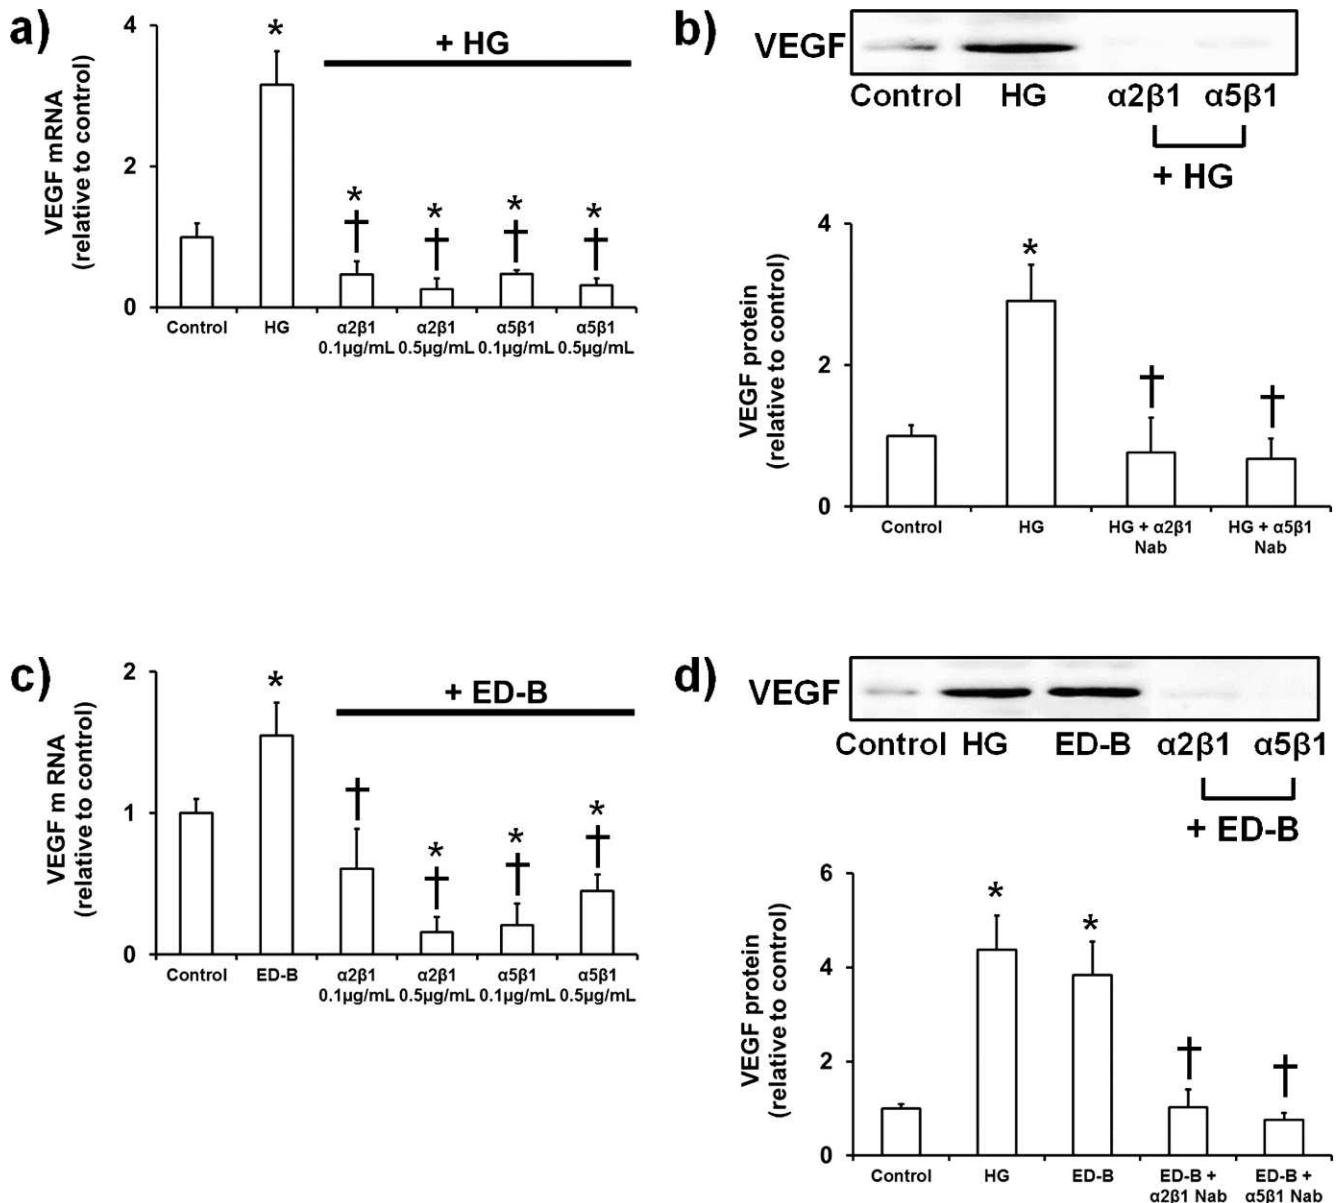 a)
4
2
0
VEGF mRNA
(relative to control)
*
+ HG
*
†
*
†
*
†
*
†
Control
HG
α2β1
0.1µg/mL
α2β1
0.5µg/mL
α5β1
0.1µg/mL
α5β1
0.5µg/mL
b)
VEGF
Control HG α2β1 α5β1
+ HG
4
2
0
VEGF protein
(relative to control)
*
†
†
Control
HG
HG + α2β1
Nab
HG + α5β1
Nab
c)
2
1
0
VEGF m RNA
(relative to control)
*
+ ED-B
†
*
†
*
†
*
†
Control
ED-B
α2β1
0.1µg/mL
α2β1
0.5µg/mL
α5β1
0.1µg/mL
α5β1
0.5µg/mL
d)
VEGF
Control HG ED-B α2β1 α5β1
+ ED-B
6
4
2
0
VEGF protein
(relative to control)
*
*
†
†
Control
HG
ED-B
ED-B +
α2β1 Nab
ED-B +
α5β1 Nab